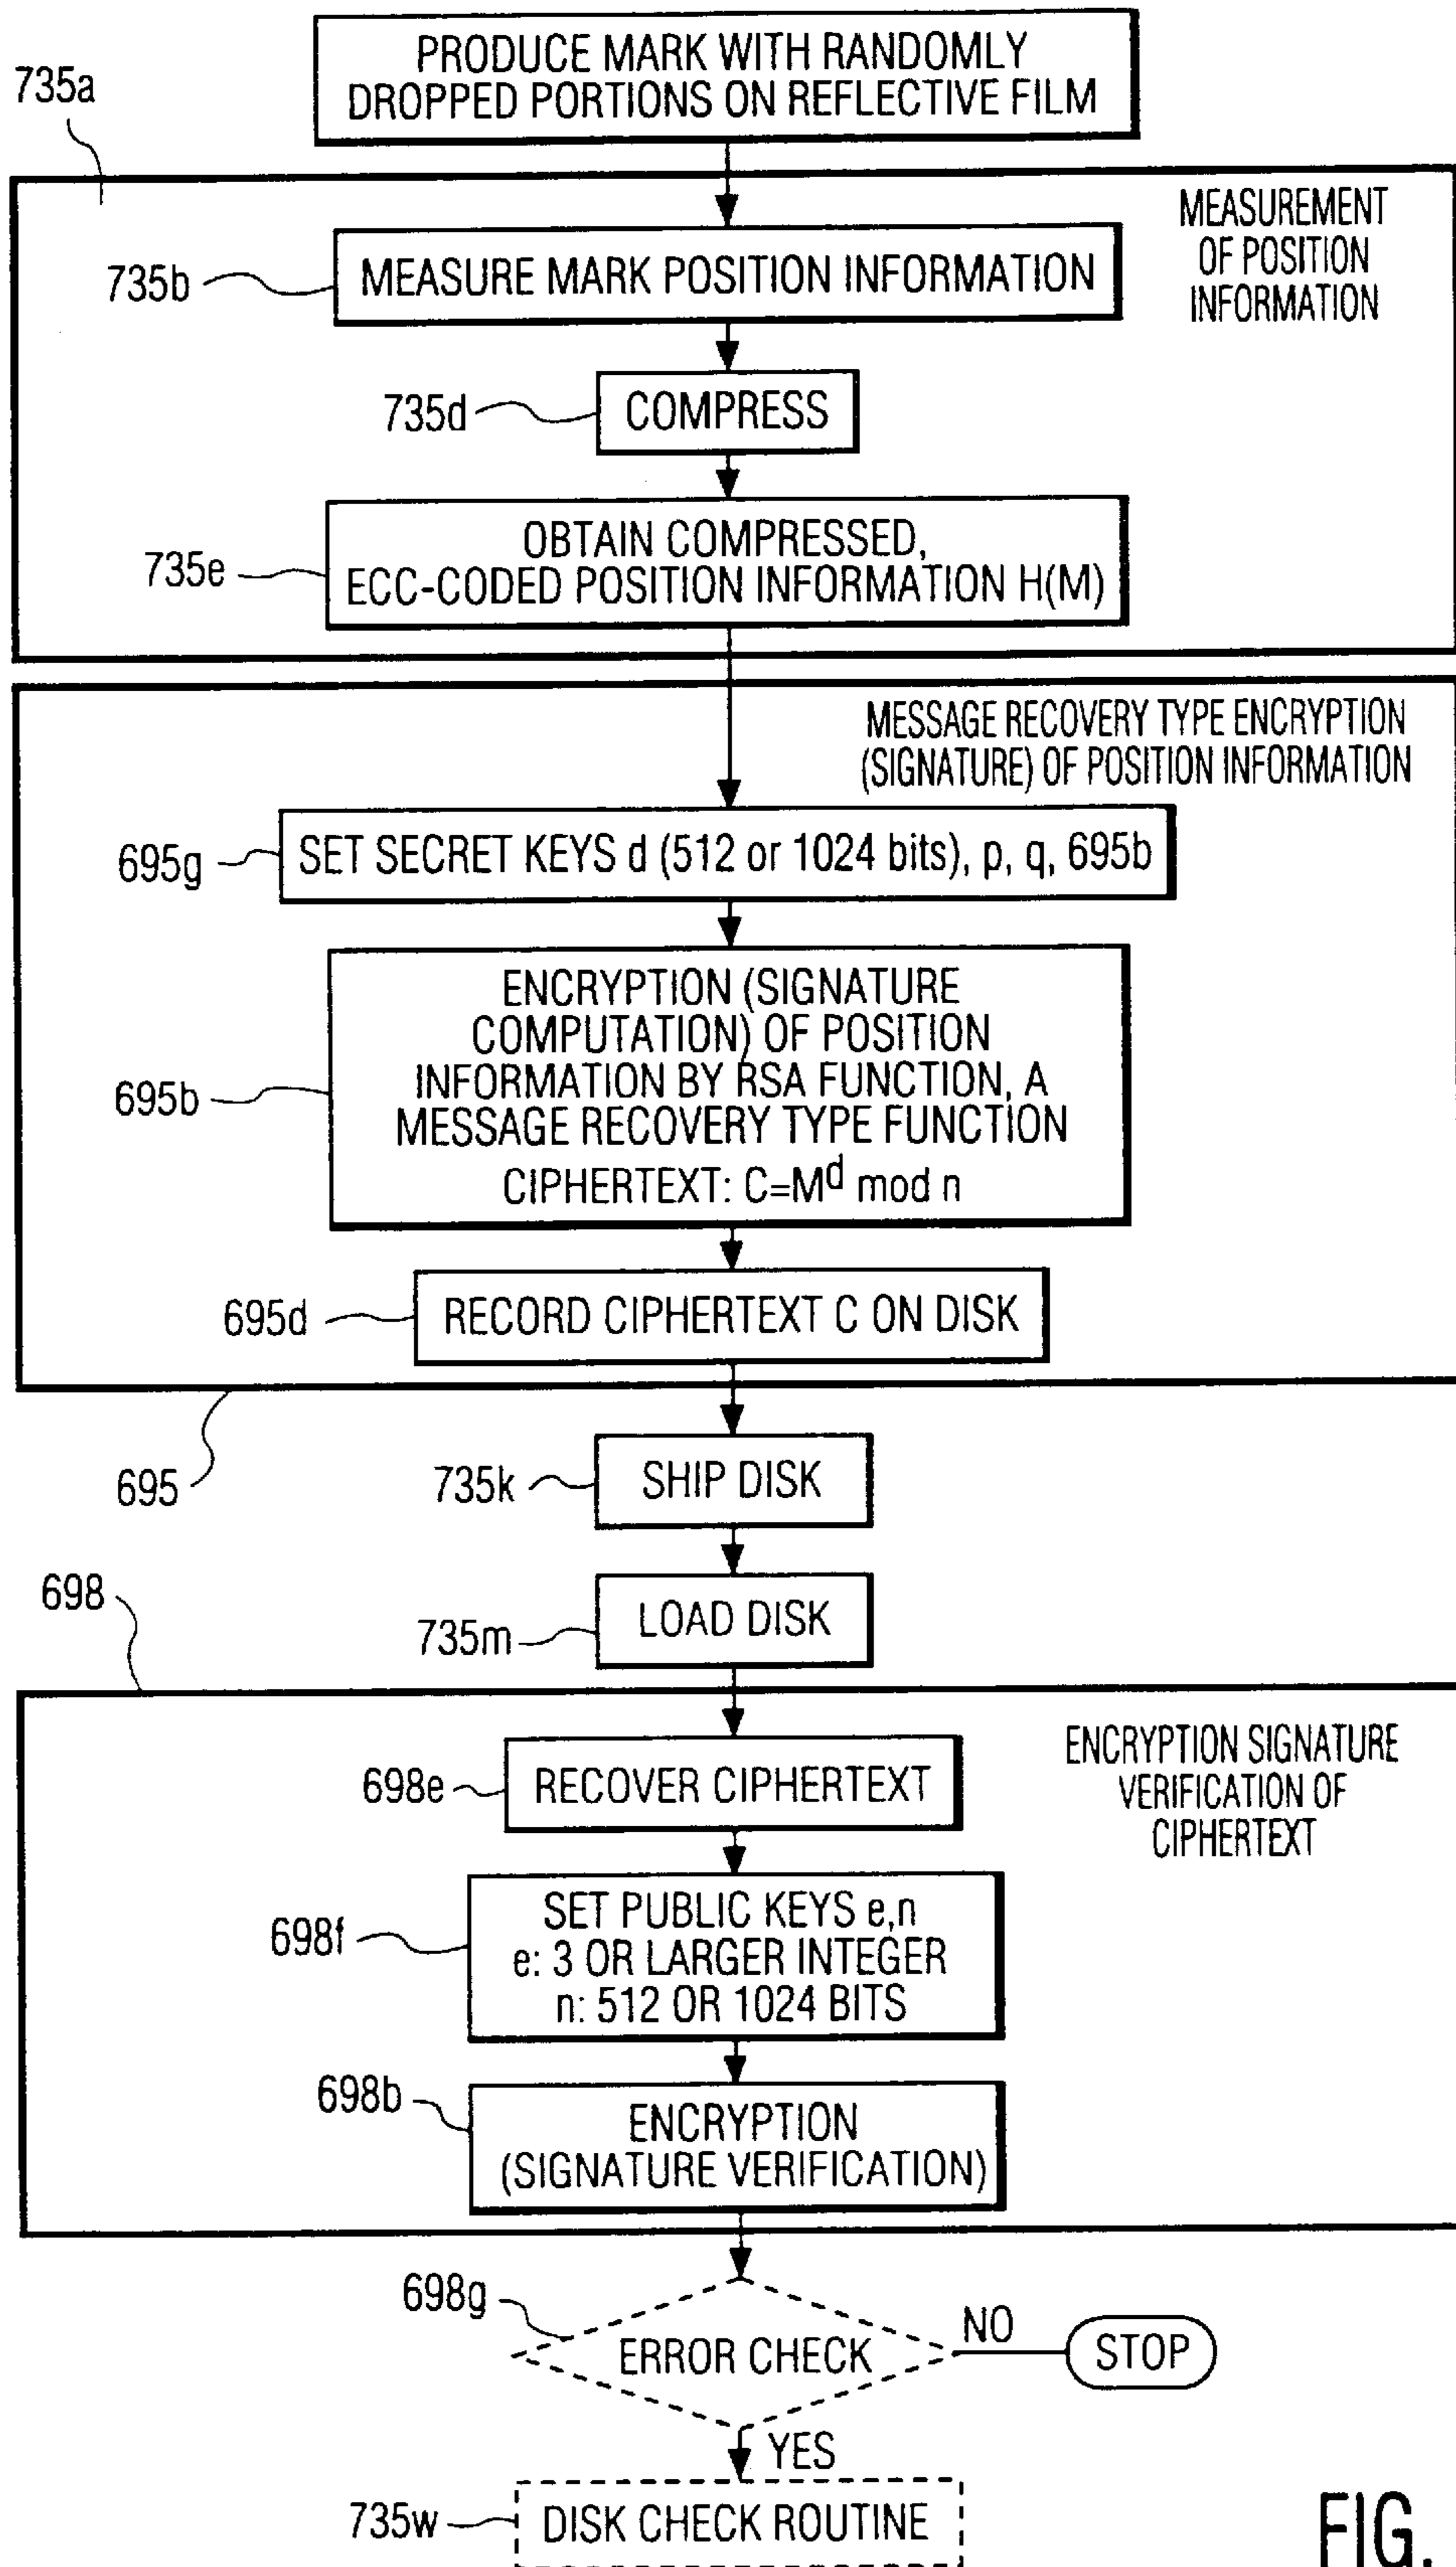 PRODUCE MARK WITH RANDOMLY
DROPPED PORTIONS ON REFLECTIVE FILM
735a
MEASUREMENT
OF POSITION
INFORMATION
735b
MEASURE MARK POSITION INFORMATION
735d
COMPRESS
735e
OBTAIN COMPRESSED,
ECC-CODED POSITION INFORMATION H(M)
MESSAGE RECOVERY TYPE ENCRYPTION
(SIGNATURE) OF POSITION INFORMATION
695g
SET SECRET KEYS d (512 or 1024 bits), p, q, 695b
695b
ENCRYPTION (SIGNATURE
COMPUTATION) OF POSITION
INFORMATION BY RSA FUNCTION, A
MESSAGE RECOVERY TYPE FUNCTION
CIPHERTEXT: C=M^d mod n
695d
RECORD CIPHERTEXT C ON DISK
695
735k
SHIP DISK
698
735m
LOAD DISK
ENCRYPTION SIGNATURE
VERIFICATION OF
CIPHERTEXT
698e
RECOVER CIPHERTEXT
698f
SET PUBLIC KEYS e,n
e: 3 OR LARGER INTEGER
n: 512 OR 1024 BITS
698b
ENCRYPTION
(SIGNATURE VERIFICATION)
698g
ERROR CHECK
NO
STOP
YES
735w
DISK CHECK ROUTINE
FIG.